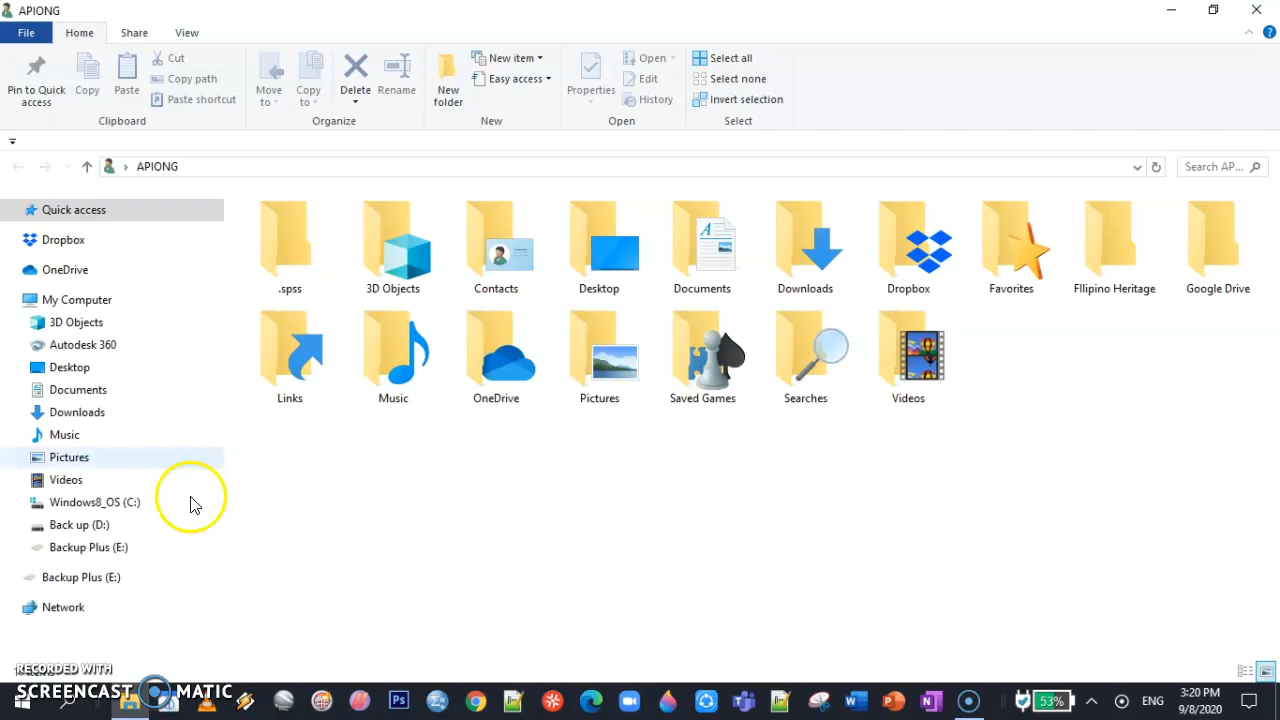 APIONG
File
Home
Share
View
Pin to Quick access
Copy
Paste
Cut
Copy path
Paste shortcut
Clipboard
Move to
Copy to
Delete
Rename
Organize
New folder
New item
Easy access
New
Properties
Open
Edit
History
Open
Select all
Select none
Invert selection
Select
APIONG
Search AP...
Quick access
Dropbox
OneDrive
My Computer
3D Objects
Autodesk 360
Desktop
Documents
Downloads
Music
Pictures
Videos
Windows8_OS (C:)
Back up (D:)
Backup Plus (E:)
Backup Plus (E:)
Network
.spss
3D Objects
Contacts
Desktop
Documents
Downloads
Dropbox
Favorites
FIlipino Heritage
Google Drive
Links
Music
OneDrive
Pictures
Saved Games
Searches
Videos
RECORDED WITH
SCREENCAST MATIC
53%
ENG
3:20 PM
9/8/2020